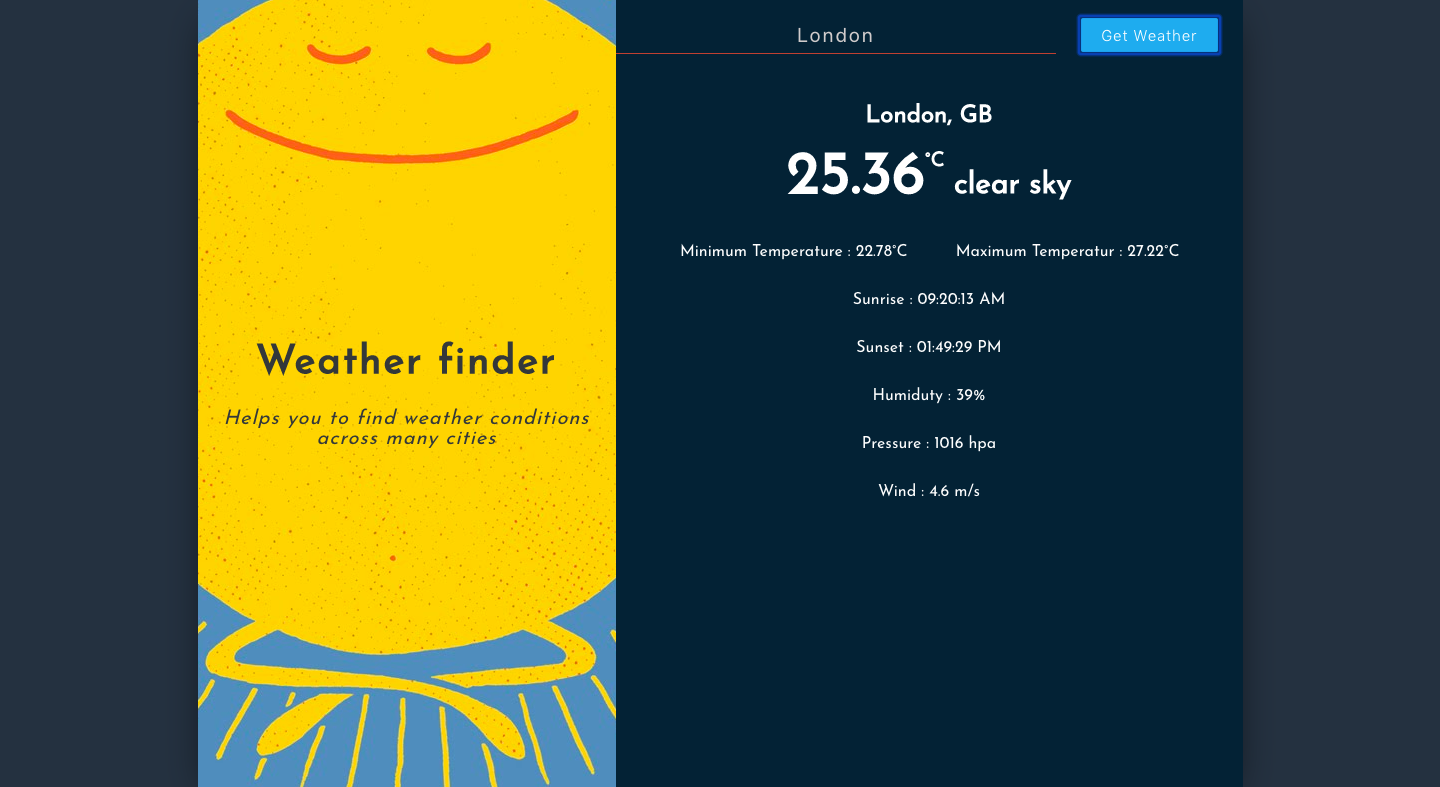 London
Get Weather
London, GB
25.36°C clear sky
Minimum Temperature : 22.78°C
Maximum Temperatur : 27.22°C
Sunrise : 09:20:13 AM
Sunset : 01:49:29 PM
Humiduty : 39%
Pressure : 1016 hpa
Wind : 4.6 m/s
Weather finder
Helps you to find weather conditions
across many cities